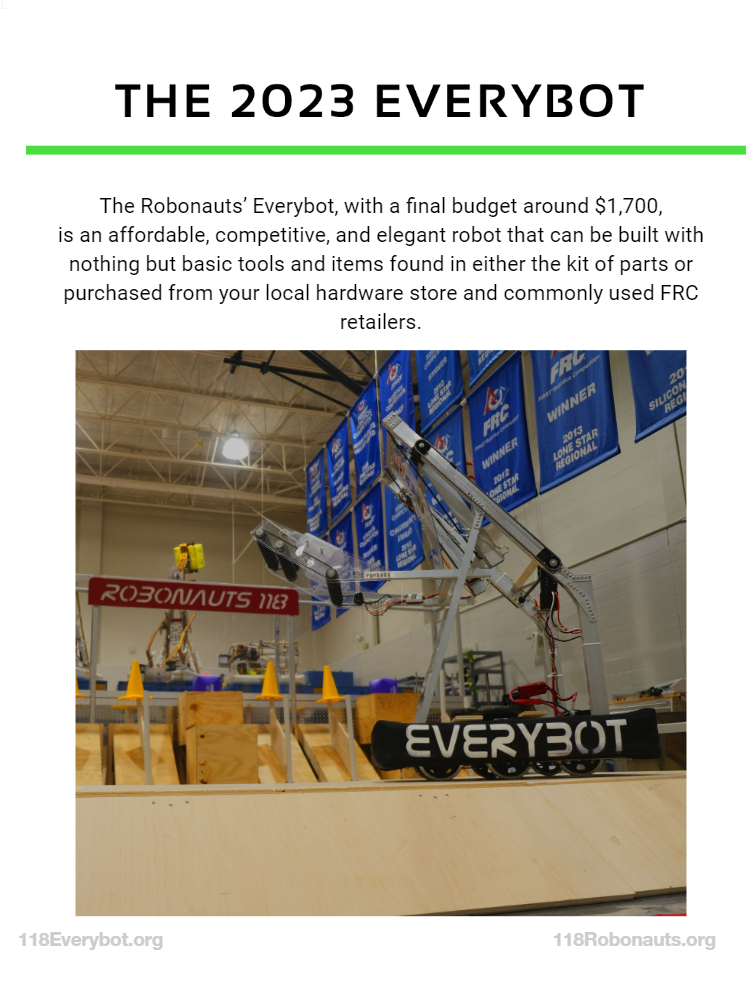 THE 2023 EVERYBOT
The Robonauts’ Everybot, with a final budget around $1,700,
is an affordable, competitive, and elegant robot that can be built with
nothing but basic tools and items found in either the kit of parts or
purchased from your local hardware store and commonly used FRC
retailers.
FRC
WINNER
2012
LONE STAR
REGIONAL
FRC
WINNER
2013
LONE STAR
REGIONAL
ROBONAUTS 118
EVERYBOT
118Everybot.org
118Robonauts.org